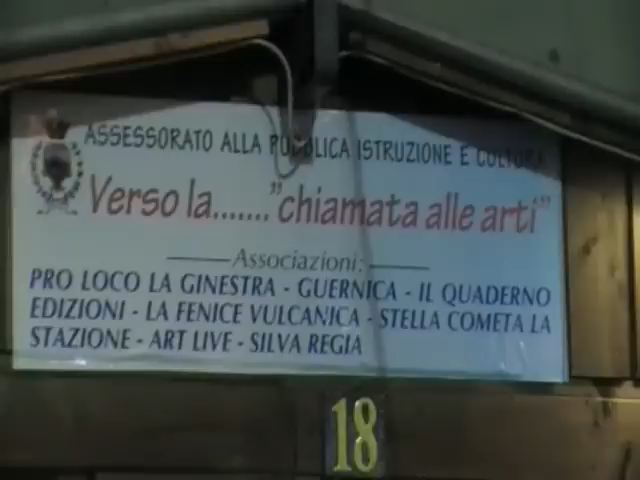 ASSESSORATO ALLA PUBBLICA ISTRUZIONE E CULTURA
Verso la......."chiamata alle arti"
Associazioni:
PRO LOCO LA GINESTRA - GUERNICA - IL QUADERNO
EDIZIONI - LA FENICE VULCANICA - STELLA COMETA LA
STAZIONE - ART LIVE - SILVA REGIA
18